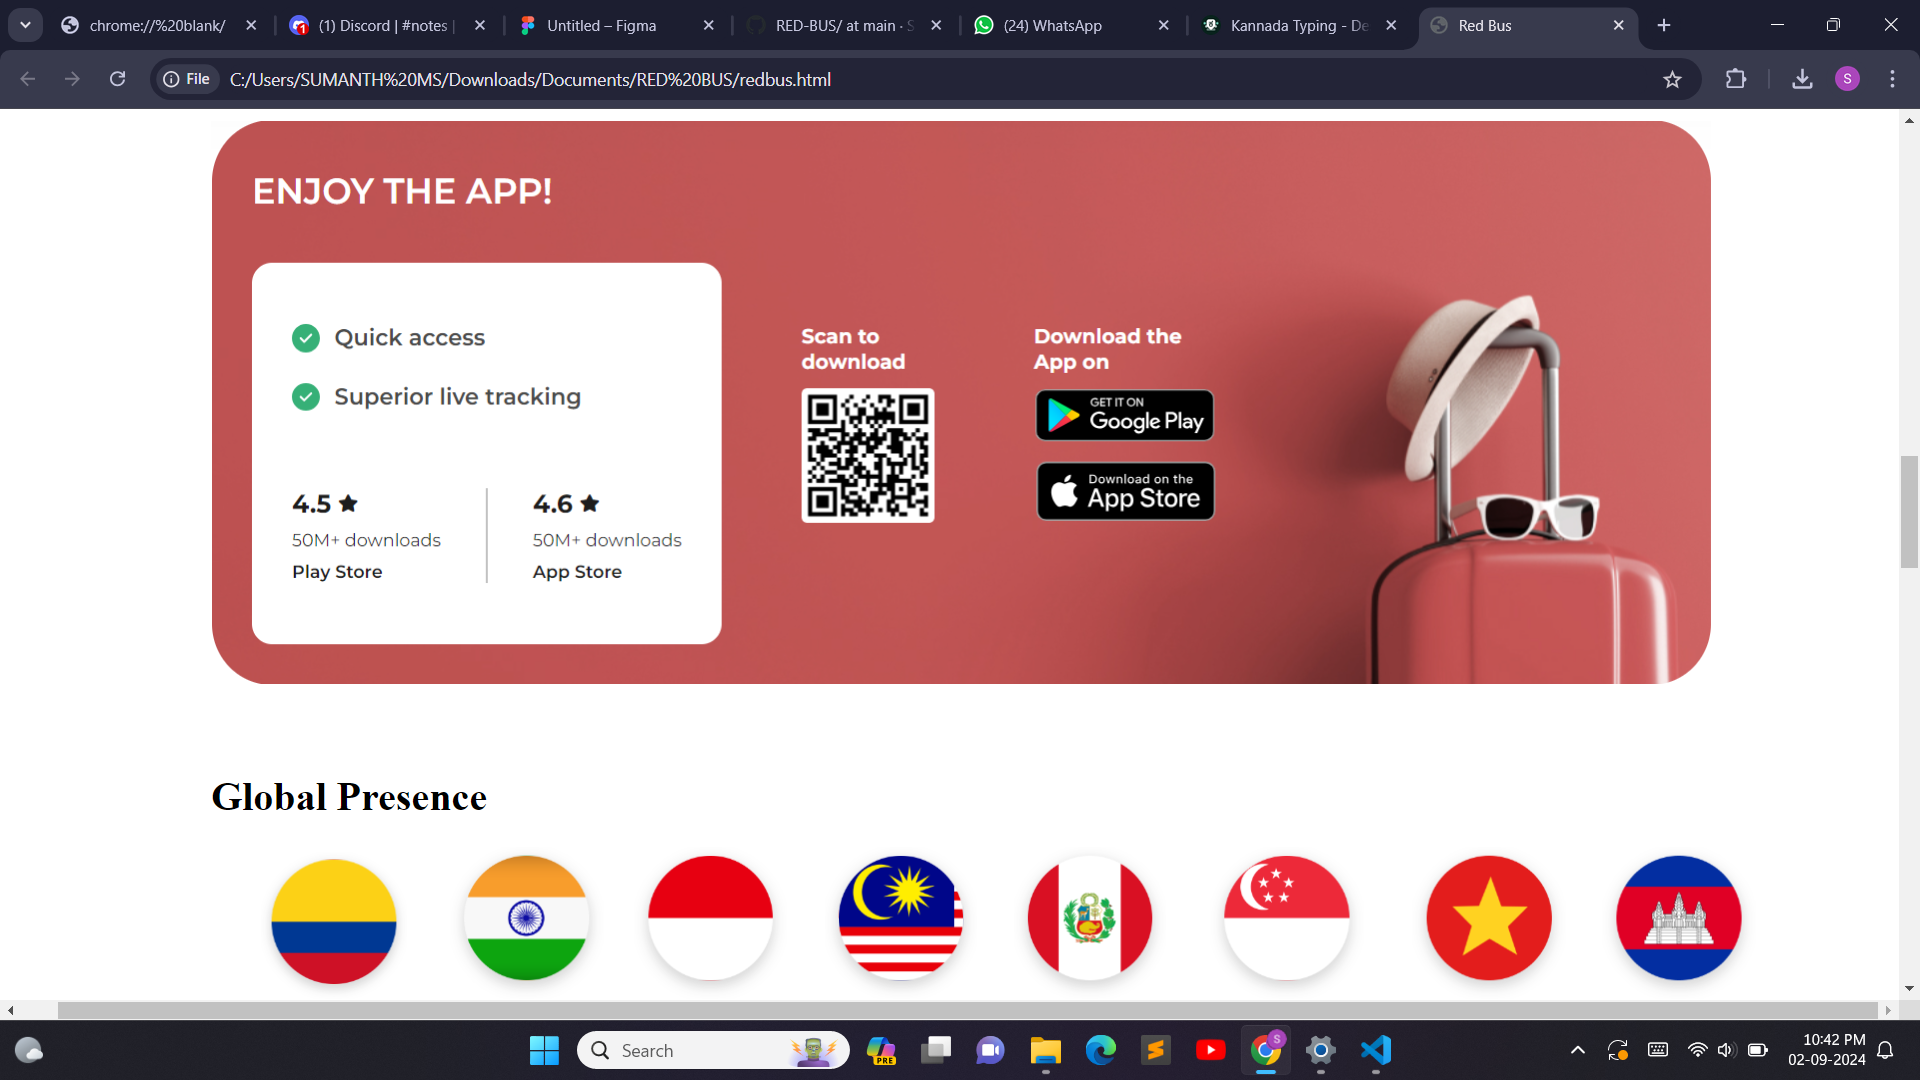 chrome://%20blank/
(1) Discord | #notes |
Untitled – Figma
RED-BUS/ at main · S
(24) WhatsApp
Kannada Typing - De
Red Bus
File
C:/Users/SUMANTH%20MS/Downloads/Documents/RED%20BUS/redbus.html
S
ENJOY THE APP!
Quick access
Superior live tracking
4.5 ★
50M+ downloads
Play Store
4.6 ★
50M+ downloads
App Store
Scan to
download
Download the
App on
GET IT ON
Google Play
Download on the
App Store
Global Presence
Search
PRE
S
10:42 PM
02-09-2024